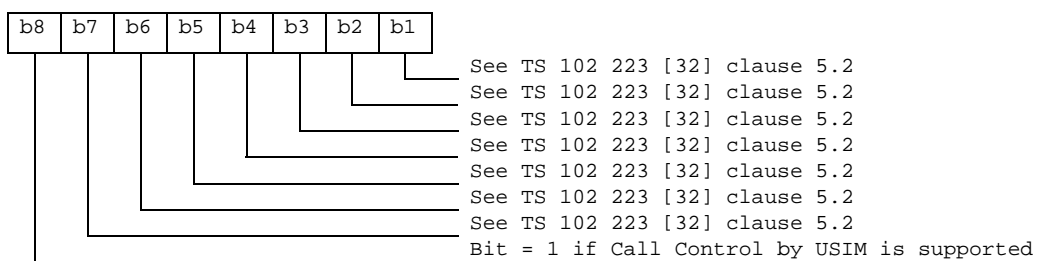 b8 b7 b6 b5 b4 b3 b2 b1
See TS 102 223 [32] clause 5.2
See TS 102 223 [32] clause 5.2
See TS 102 223 [32] clause 5.2
See TS 102 223 [32] clause 5.2
See TS 102 223 [32] clause 5.2
See TS 102 223 [32] clause 5.2
See TS 102 223 [32] clause 5.2
Bit = 1 if Call Control by USIM is supported